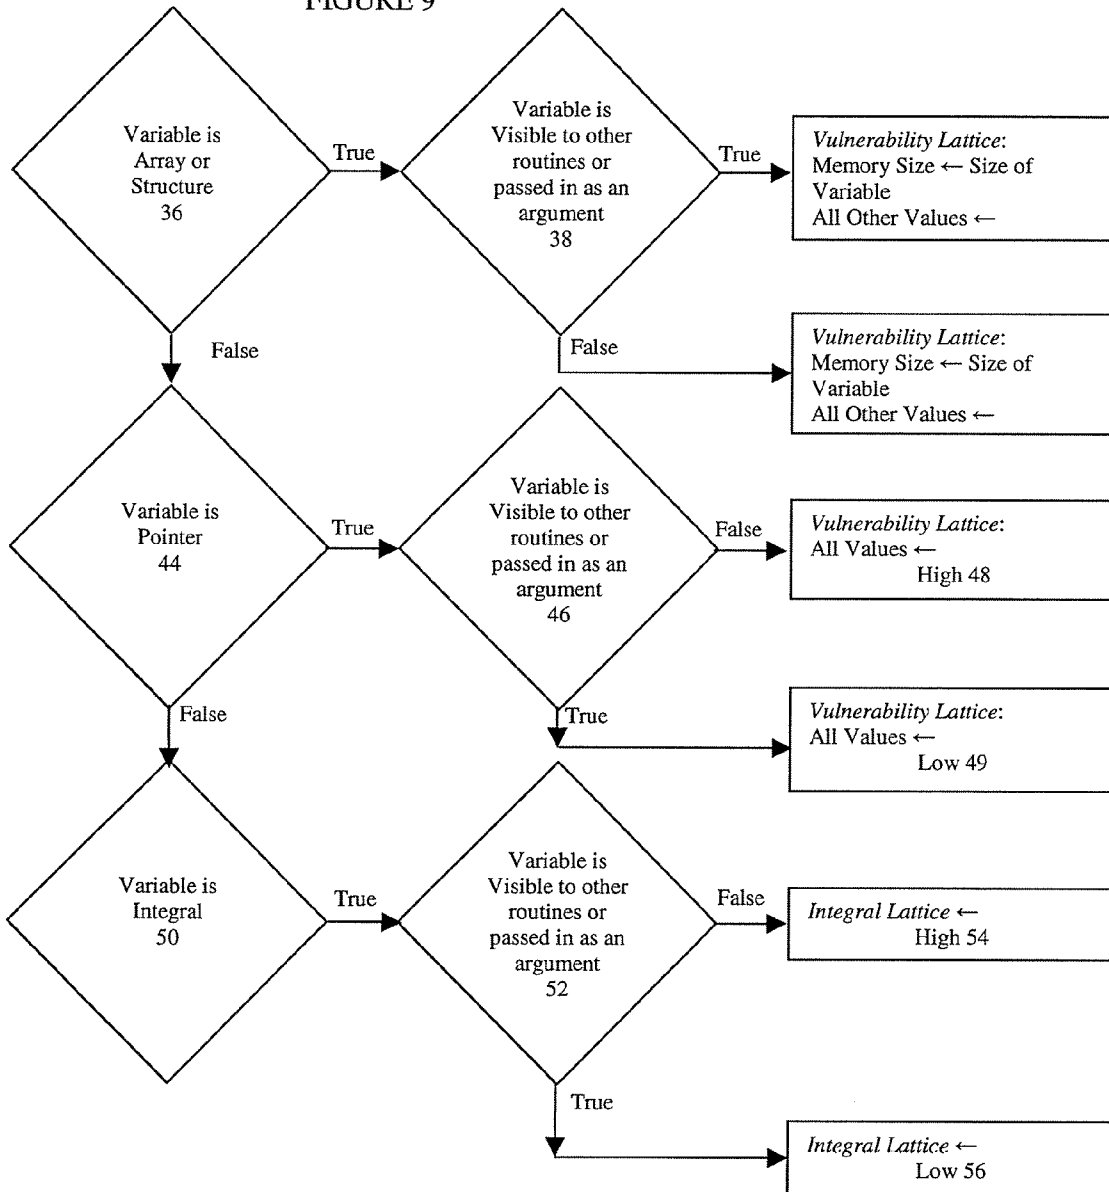 FIGURE 9
Variable is
Array or
Structure
36
True
Variable is
Visible to other
routines or
passed in as an
argument
38
True
Vulnerability Lattice:
Memory Size ← Size of
Variable
All Other Values ←
False
False
Vulnerability Lattice:
Memory Size ← Size of
Variable
All Other Values ←
Variable is
Pointer
44
True
Variable is
Visible to other
routines or
passed in as an
argument
46
False
Vulnerability Lattice:
All Values ←
High 48
False
True
Vulnerability Lattice:
All Values ←
Low 49
Variable is
Integral
50
True
Variable is
Visible to other
routines or
passed in as an
argument
52
False
Integral Lattice ←
High 54
True
Integral Lattice ←
Low 56